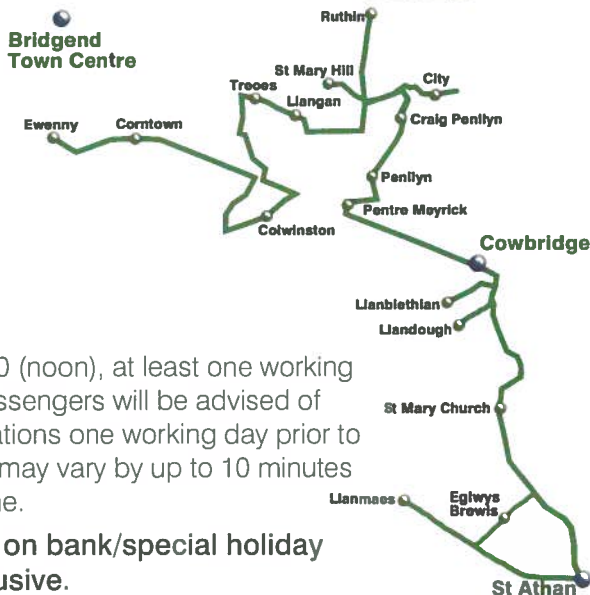 Ruthin
Bridgend
Town Centre
St Mary Hill
City
Treoes
Llangan
Craig Penllyn
Ewenny
Corntown
Penllyn
Pentre Meyrick
Colwinston
Cowbridge
Llanblethian
Llandough
0 (noon), at least one working
ssengers will be advised of
ations one working day prior to
may vary by up to 10 minutes
ne.
on bank/special holiday
usive.
St Mary Church
Llanmaes
Eglwys
Brewis
St Athan